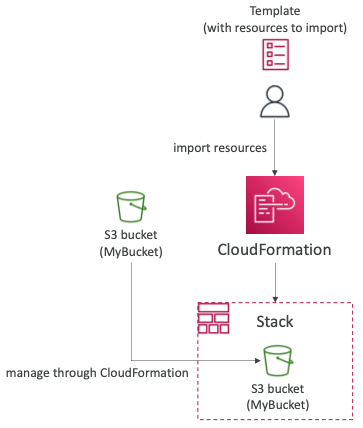 Template
(with resources to import)
import resources
CloudFormation
S3 bucket
(MyBucket)
Stack
manage through CloudFormation
S3 bucket
(MyBucket)